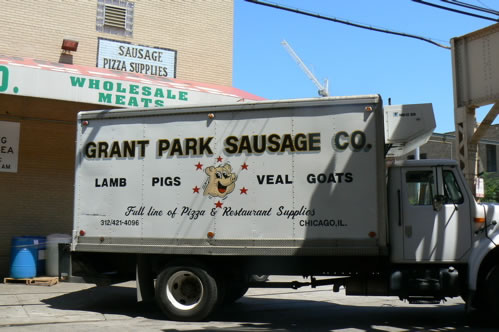 SAUSAGE
PIZZA SUPPLIES
O. WHOLESALE
MEATS
GRANT PARK SAUSAGE CO.
LAMB PIGS VEAL GOATS
Full line of Pizza & Restaurant Supplies
312/421-4096 CHICAGO, IL.